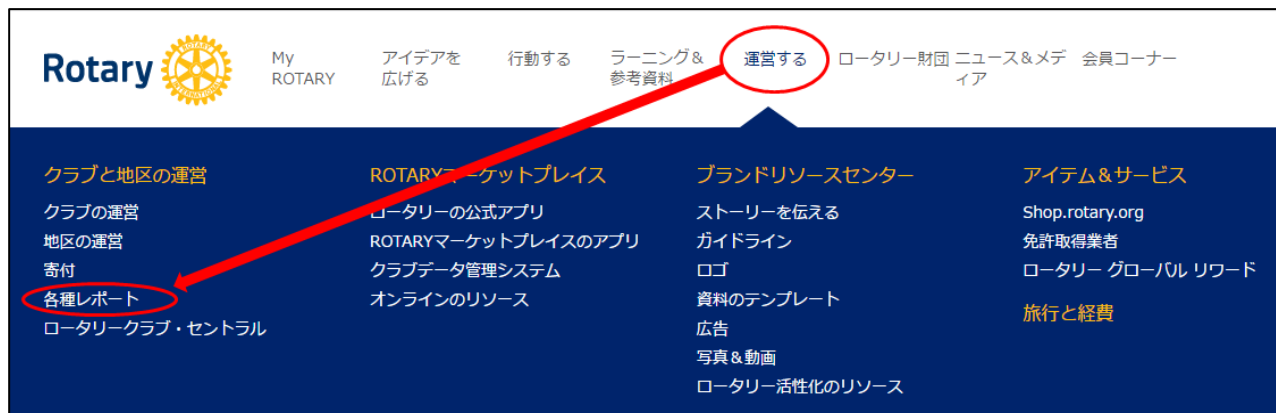 Rotary
ROTARY
INTERNATIONAL
My
ROTARY
アイデアを
広げる
行動する
ラーニング＆
参考資料
運営する
ロータリー財団
ニュース＆メデ
ィア
会員コーナー
クラブと地区の運営
クラブの運営
地区の運営
寄付
各種レポート
ロータリークラブ・セントラル
ROTARYマーケットプレイス
ロータリーの公式アプリ
ROTARYマーケットプレイスのアプリ
クラブデータ管理システム
オンラインのリソース
ブランドリソースセンター
ストーリーを伝える
ガイドライン
ロゴ
資料のテンプレート
広告
写真＆動画
ロータリー活性化のリソース
アイテム＆サービス
Shop.rotary.org
免許取得業者
ロータリー グローバル リワード
旅行と経費